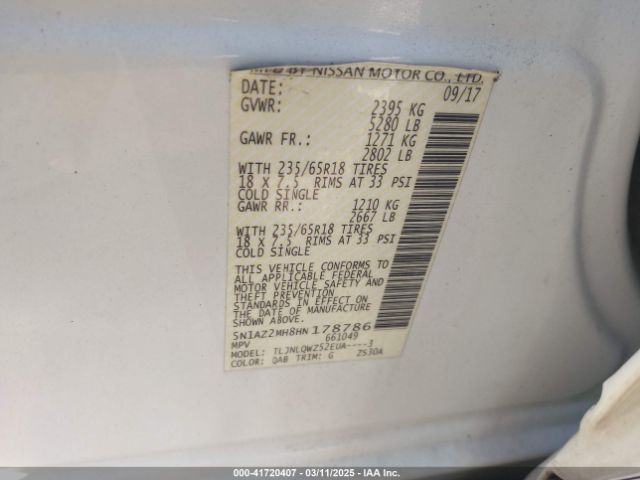 MFD BY NISSAN MOTOR CO., LTD.
DATE: 09/17
GVWR: 2395 KG
5280 LB
GAWR FR.: 1271 KG
2802 LB
WITH 235/65R18 TIRES
18 X 7.5 RIMS AT 33 PSI
COLD SINGLE
GAWR RR.: 1210 KG
2667 LB
WITH 235/65R18 TIRES
18 X 7.5 RIMS AT 33 PSI
COLD SINGLE
THIS VEHICLE CONFORMS TO
ALL APPLICABLE FEDERAL
MOTOR VEHICLE SAFETY AND
THEFT PREVENTION
STANDARDS IN EFFECT ON
THE DATE OF MANUFACTURE
SHOWN ABOVE.
5N1AZ2MH8HN178786
MPV 661049
MODEL: TLJNLQWZ52EUA----3
COLOR: QAB TRIM: G ZS3DA
000-41720407 - 03/11/2025 - IAA Inc.